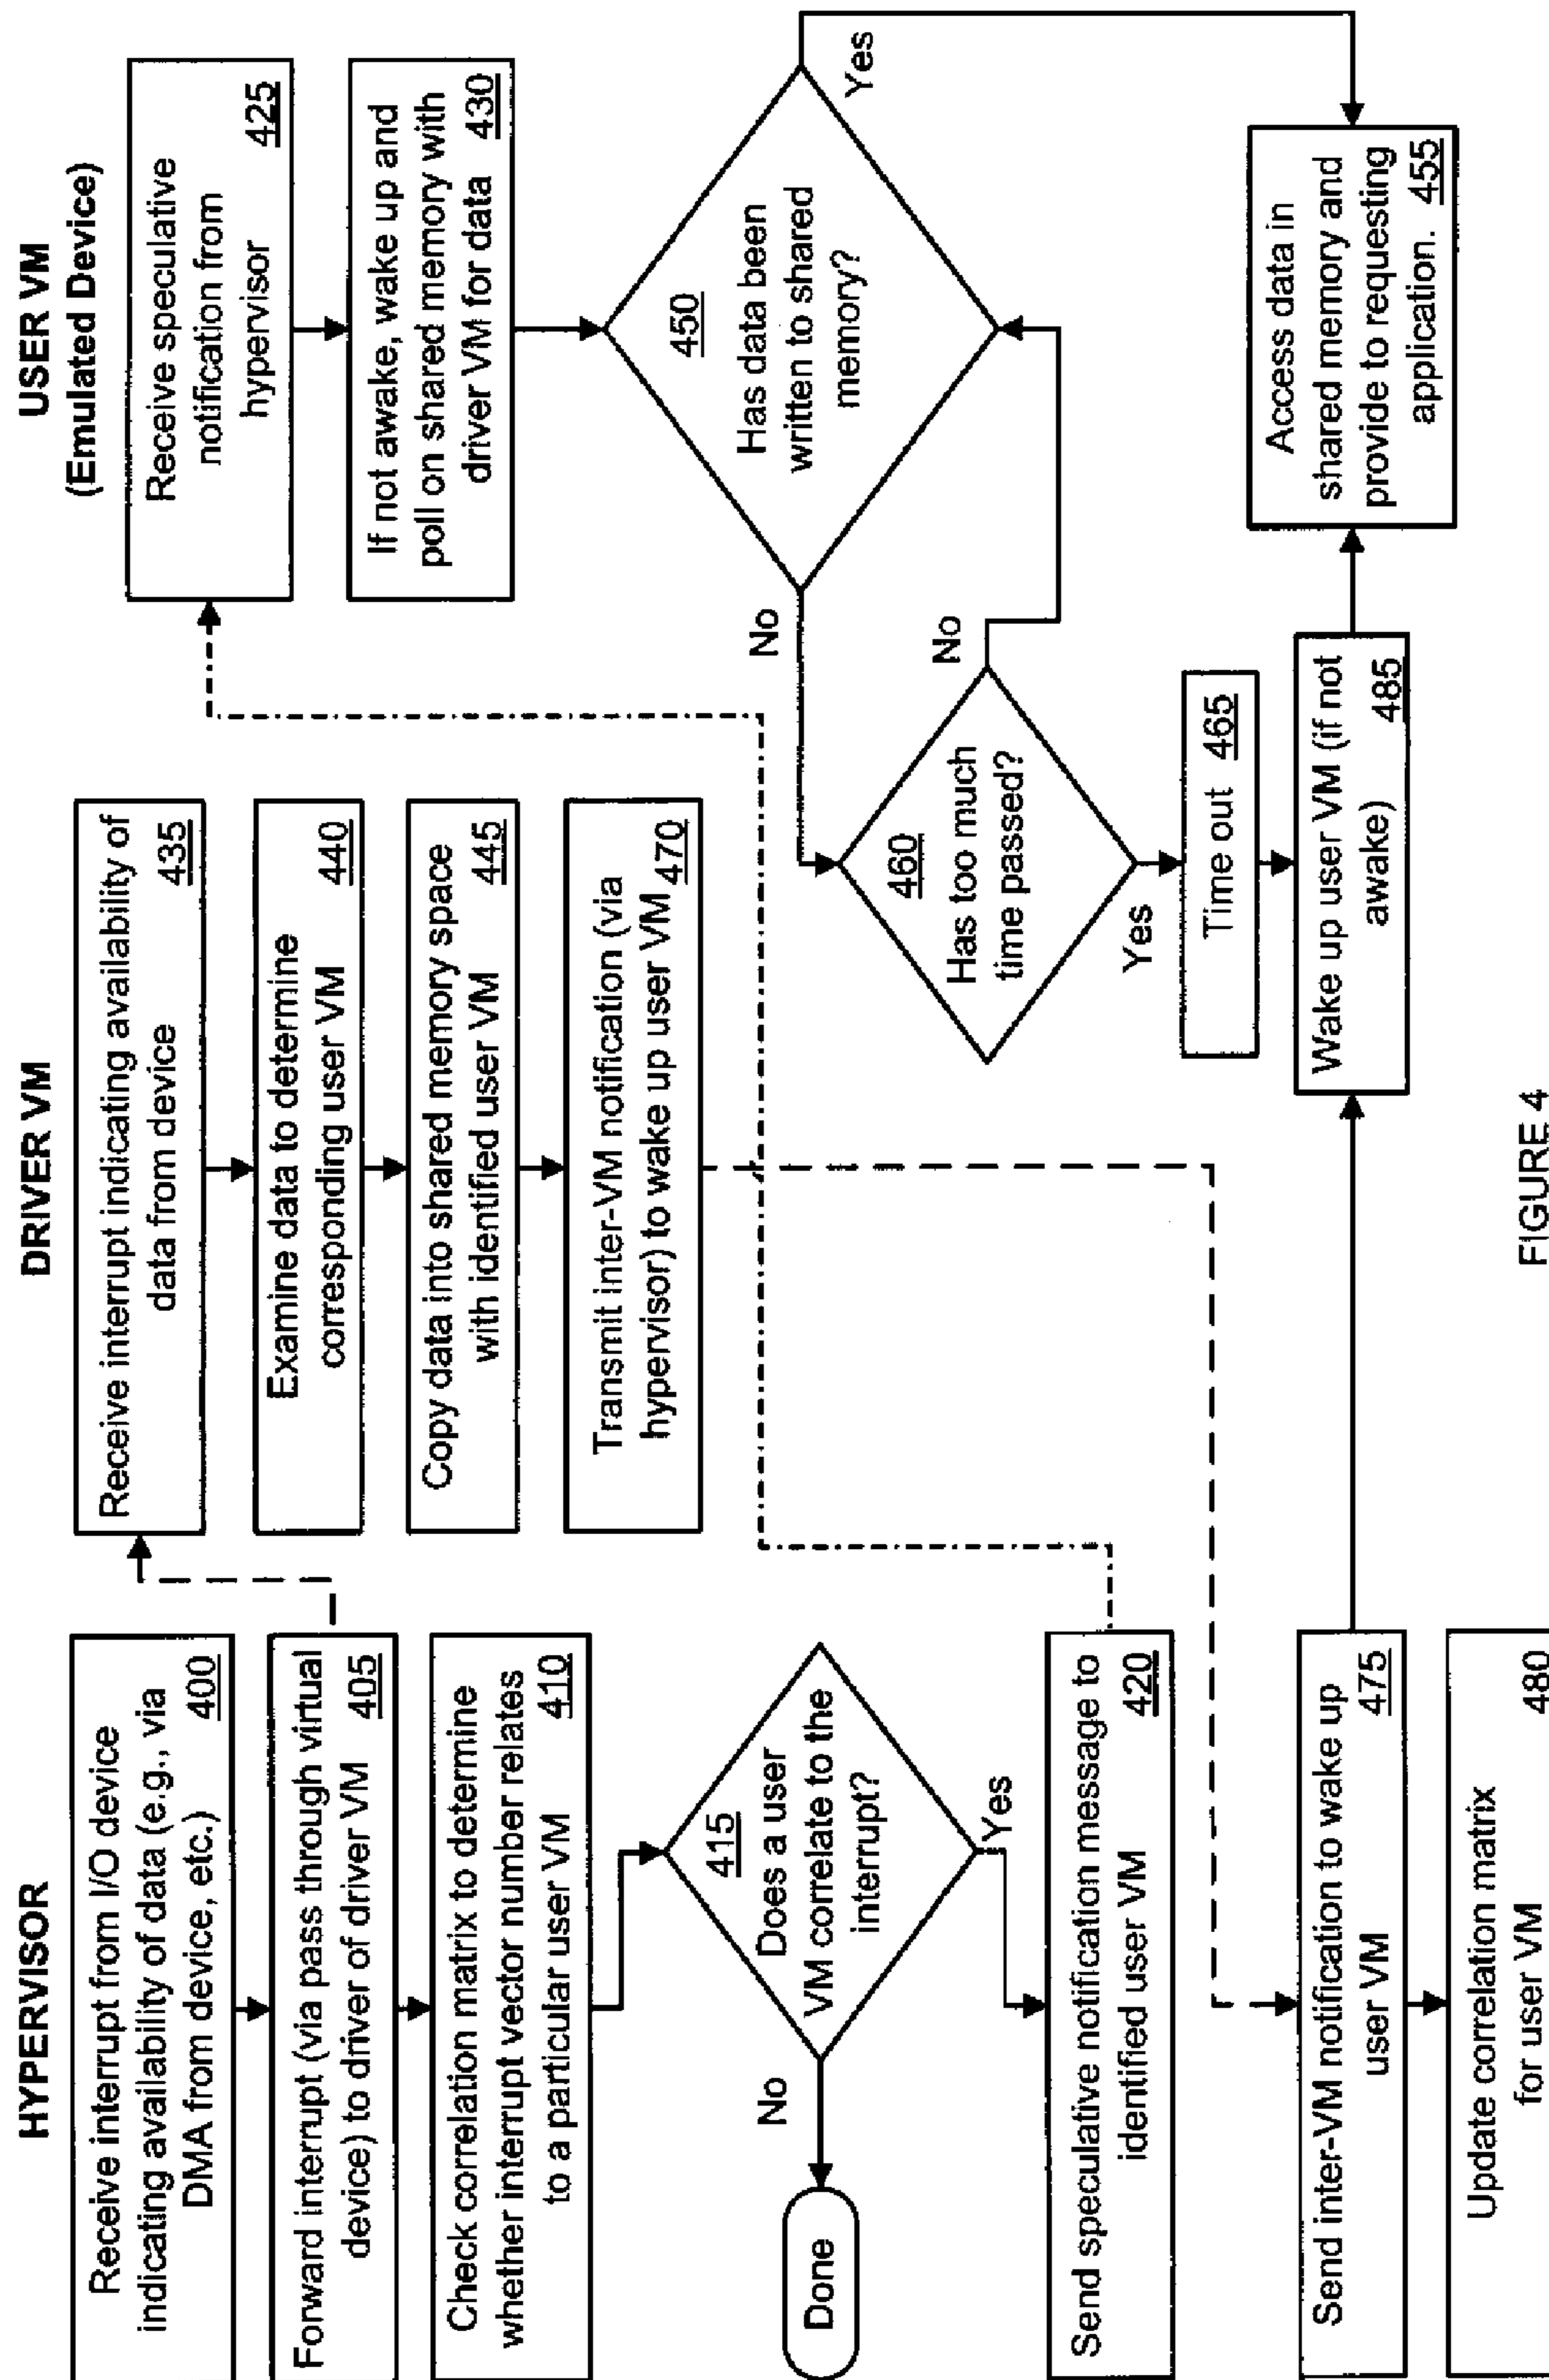 HYPERVISOR
Receive interrupt from I/O device
indicating availability of data (e.g., via
DMA from device, etc.) 400
Forward interrupt (via pass through virtual
device) to driver of driver VM 405
Check correlation matrix to determine
whether interrupt vector number relates
to a particular user VM 410
415
Does a user
VM correlate to the
interrupt?
No
Yes
Done
Send speculative notification message to
identified user VM 420
Send inter-VM notification to wake up
user VM 475
Update correlation matrix
for user VM 480
DRIVER VM
Receive interrupt indicating availability of
data from device 435
Examine data to determine
corresponding user VM 440
Copy data into shared memory space
with identified user VM 445
Transmit inter-VM notification (via
hypervisor) to wake up user VM 470
USER VM
(Emulated Device)
Receive speculative
notification from
hypervisor 425
If not awake, wake up and
poll on shared memory with
driver VM for data 430
450
Has data been
written to shared
memory?
No
Yes
460
Has too much
time passed?
No
Yes
Time out 465
Wake up user VM (if not
awake) 485
Access data in
shared memory and
provide to requesting
application. 455
FIGURE 4